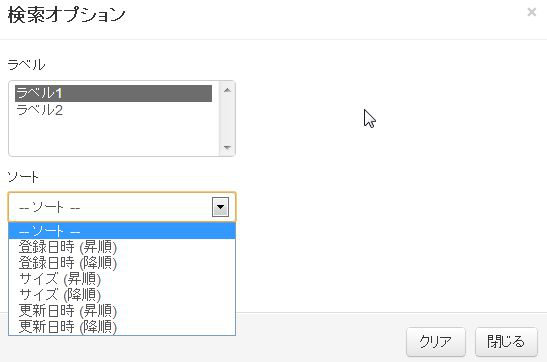 検索オプション ×
ラベル
ラベル1
ラベル2
ソート
-- ソート --
-- ソート --
登録日時 (昇順)
登録日時 (降順)
サイズ (昇順)
サイズ (降順)
更新日時 (昇順)
更新日時 (降順)
クリア 閉じる